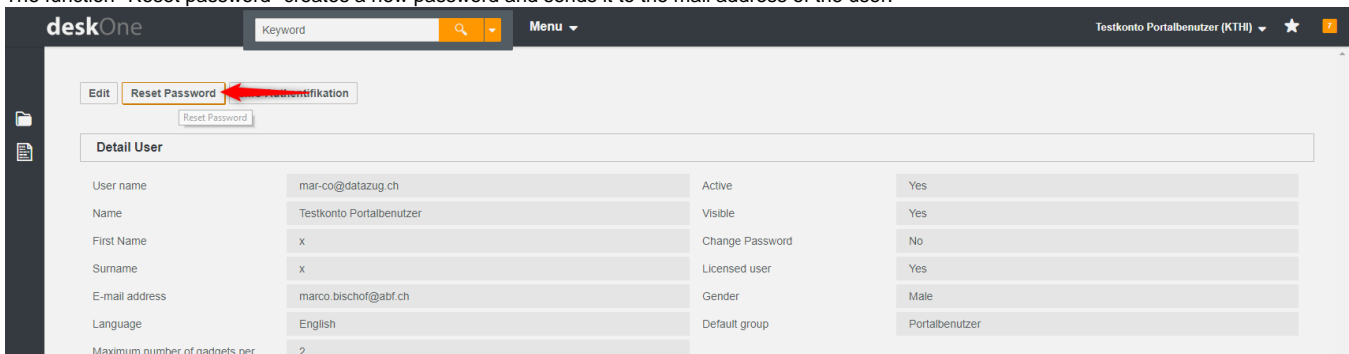 The function "Reset password" creates a new password and sends it to the mail address of the user.
deskOne
Keyword
Menu
Testkonto Portalbenutzer (KTHI)
7
Edit
Reset Password
Authentifikation
Reset Password
Detail User
User name
mar-co@datazug.ch
Active
Yes
Name
Testkonto Portalbenutzer
Visible
Yes
First Name
x
Change Password
No
Surname
x
Licensed user
Yes
E-mail address
marco.bischof@abf.ch
Gender
Male
Language
English
Default group
Portalbenutzer
Maximum number of gadgets per
2